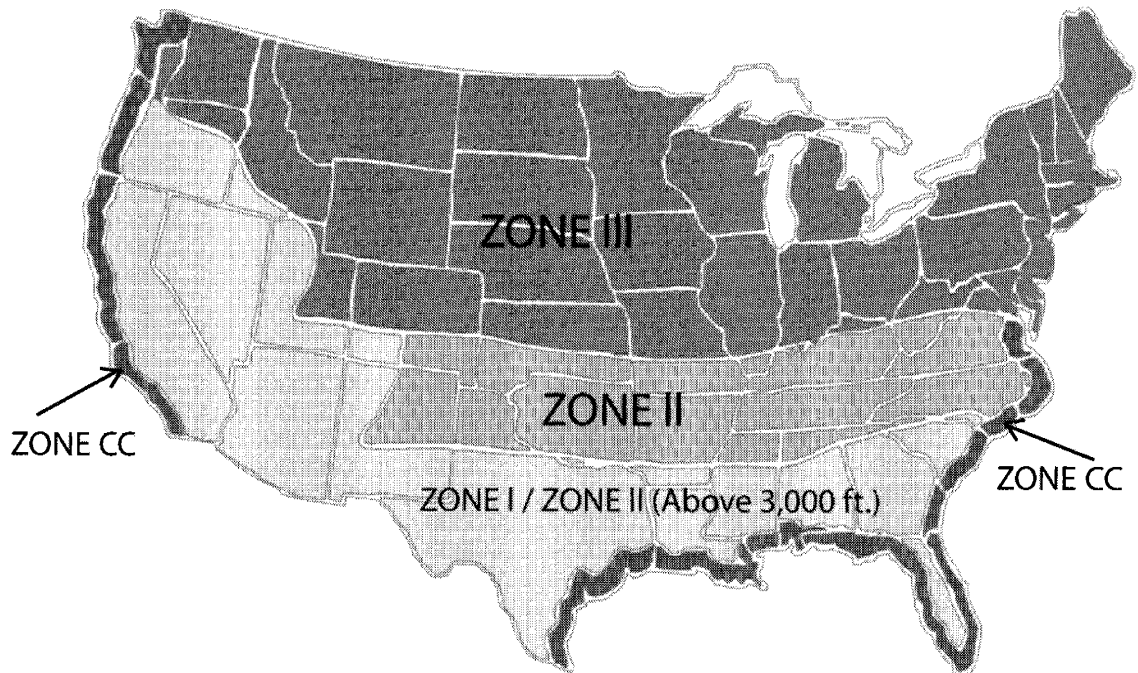 ZONE III
ZONE II
ZONE CC
ZONE CC
ZONE I / ZONE II (Above 3,000 ft.)